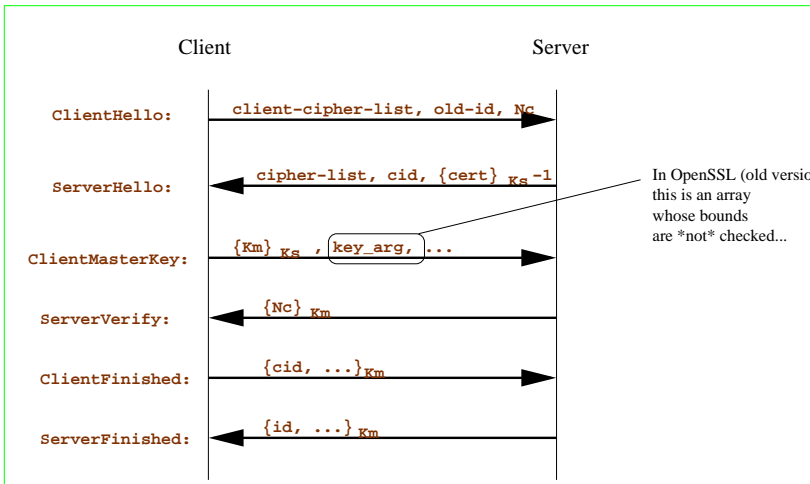 Client Server
ClientHello: client-cipher-list, old-id, Nc
ServerHello: cipher-list, cid, {cert} Ks -1
In OpenSSL (old versio
this is an array
whose bounds
are *not* checked...
ClientMasterKey: {Km} Ks , key_arg, ...
ServerVerify: {Nc} Km
ClientFinished: {cid, ...} Km
ServerFinished: {id, ...} Km